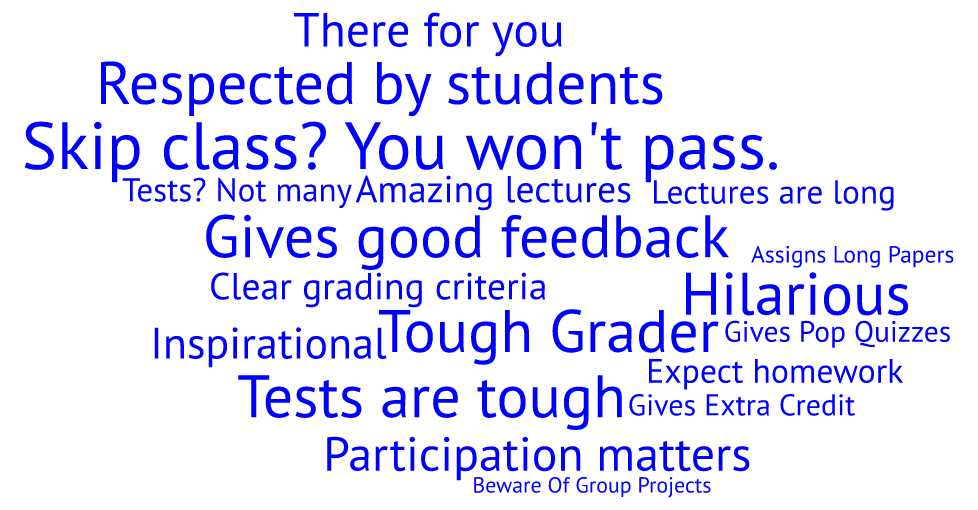 There for you
Respected by students
Skip class? You won't pass.
Tests? Not many
Amazing lectures
Lectures are long
Gives good feedback
Assigns Long Papers
Clear grading criteria
Hilarious
Inspirational
Tough Grader
Gives Pop Quizzes
Expect homework
Tests are tough
Gives Extra Credit
Participation matters
Beware Of Group Projects